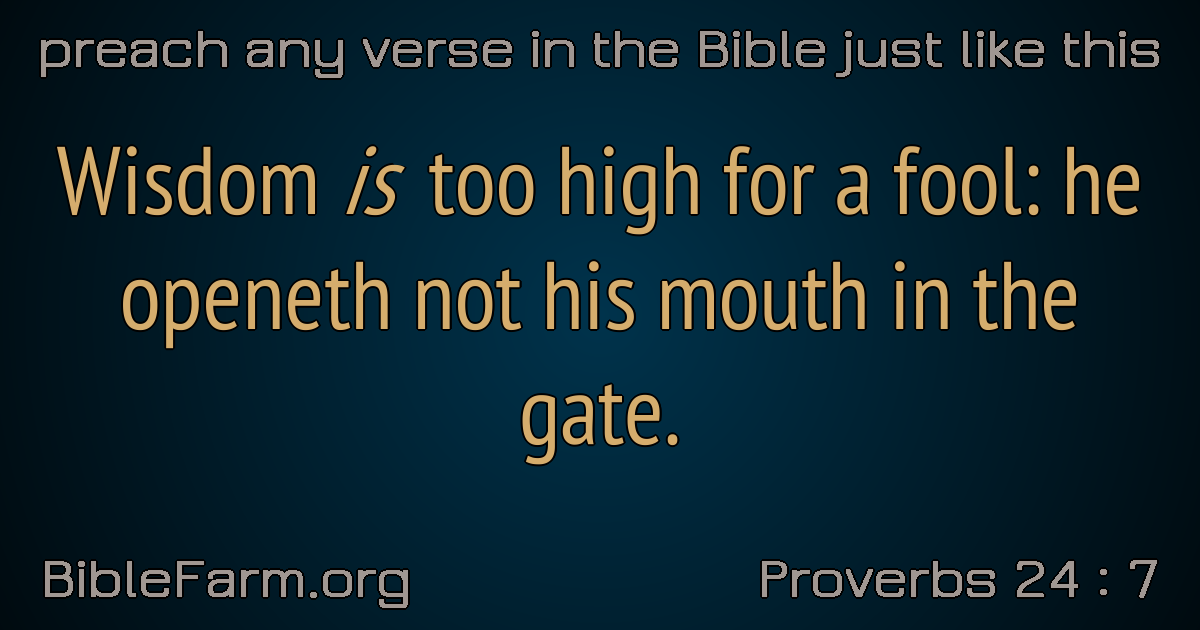 preach any verse in the Bible just like this
Wisdom is too high for a fool: he
openeth not his mouth in the
gate.
BibleFarm.org
Proverbs 24 : 7